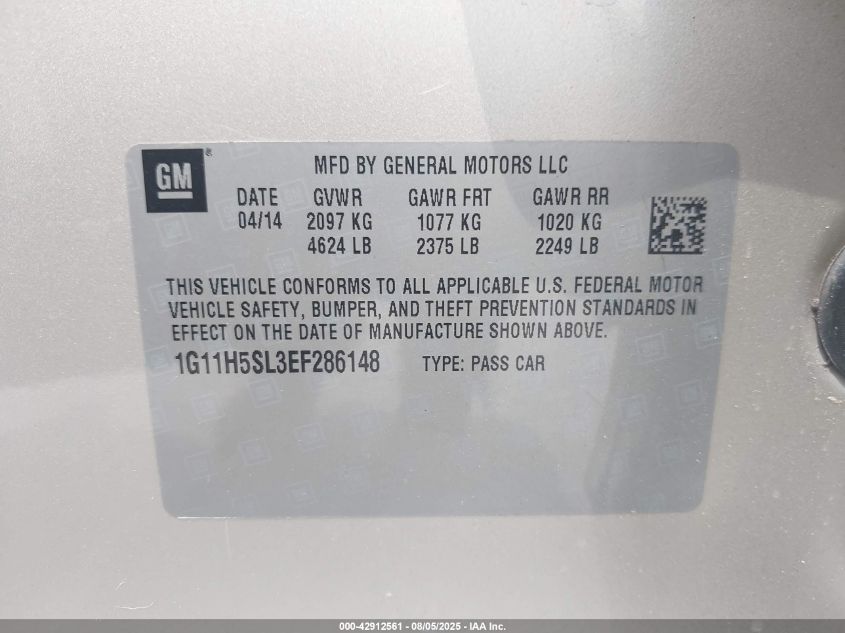 GM®
MFD BY GENERAL MOTORS LLC
DATE GVWR GAWR FRT GAWR RR
04/14 2097 KG 1077 KG 1020 KG
4624 LB 2375 LB 2249 LB
THIS VEHICLE CONFORMS TO ALL APPLICABLE U.S. FEDERAL MOTOR
VEHICLE SAFETY, BUMPER, AND THEFT PREVENTION STANDARDS IN
EFFECT ON THE DATE OF MANUFACTURE SHOWN ABOVE.
1G11H5SL3EF286148 TYPE: PASS CAR
000-42912561 - 08/05/2025 - IAA Inc.